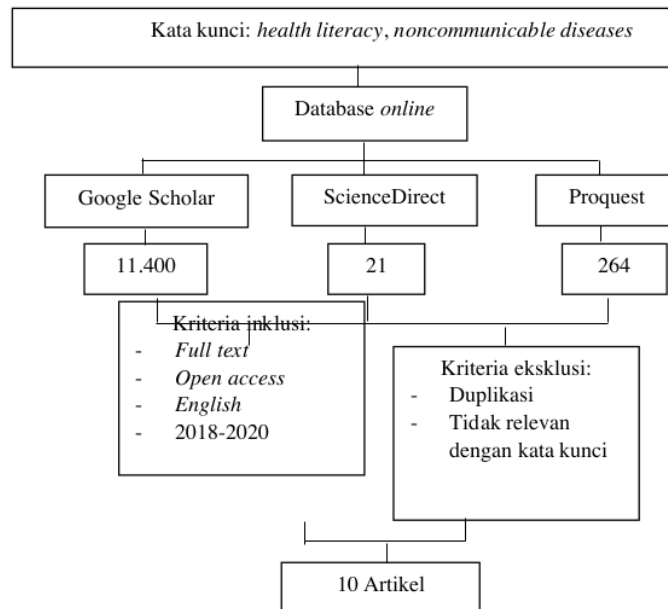 Kata kunci: health literacy, noncommunicable diseases
Database online
Google Scholar
ScienceDirect
Proquest
11.400
21
264
Kriteria inklusi:
- Full text
- Open access
- English
- 2018-2020
Kriteria eksklusi:
- Duplikasi
- Tidak relevan
dengan kata kunci
10 Artikel